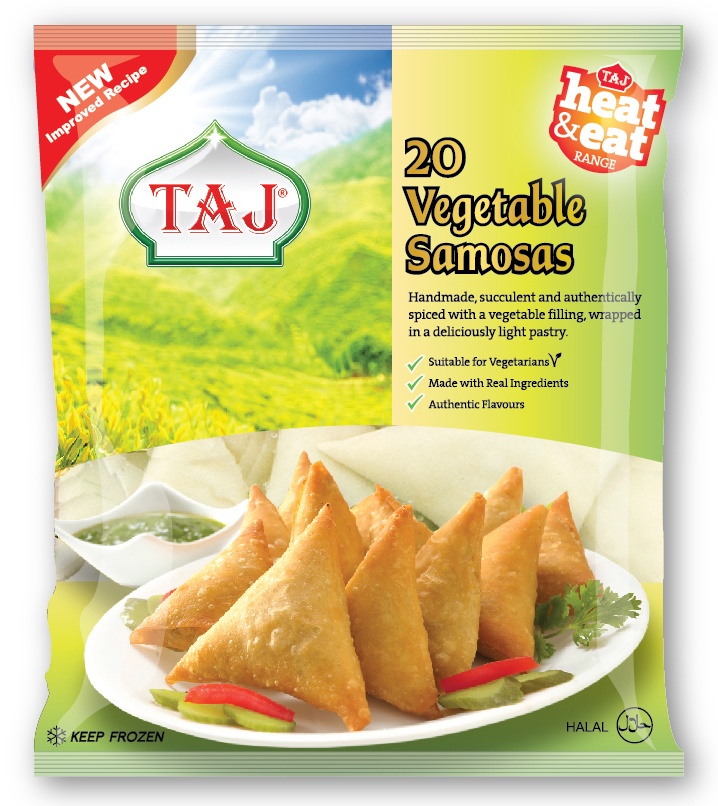 NEW
Improved Recipe
TAJ®
TAJ
heat
&eat
RANGE
20
Vegetable
Samosas
Handmade, succulent and authentically
spiced with a vegetable filling, wrapped
in a deliciously light pastry.
Suitable for Vegetarians V
Made with Real Ingredients
Authentic Flavours
KEEP FROZEN
HALAL حلال